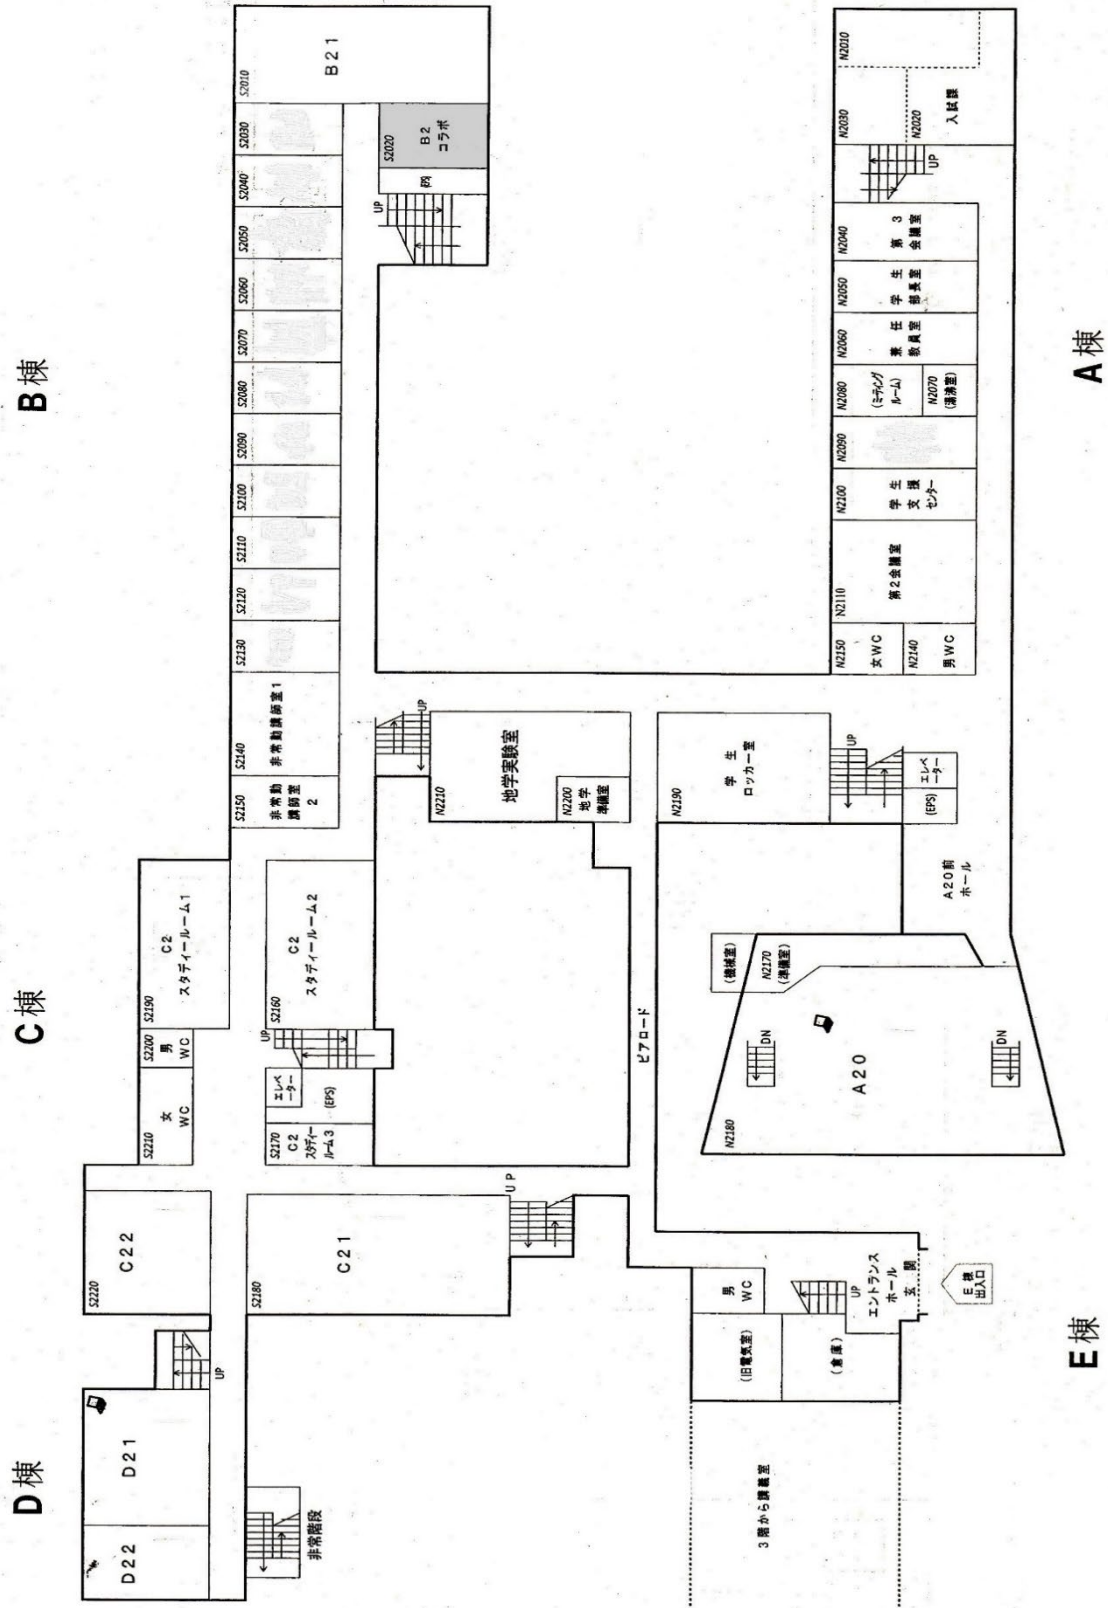 B棟
S2010
B21
S2030
S2020
B2
コラボ
S2040
UP
S2050
S2060
S2070
S2080
S2090
S2100
S2110
S2120
S2130
S2140
非常勤講師室1
S2150
非常勤
講師室
2
A棟
N2010
N2030
N2020
入試課
UP
N2040
第3
会議室
N2050
学生
部長室
N2060
兼任
教員室
N2080
(ミーティング
ルーム)
N2070
(湯沸室)
N2090
N2100
学生
支援
センター
N2110
第2会議室
N2150
女WC
N2140
男WC
UP
N2210
地学実験室
N2200
地学
準備室
N2190
学生
ロッカー室
UP
エレベ
ーター
(EPS)
A20前
ホール
(機械室)
N2170
(準備室)
DN
DN
A20
N2180
ピアロード
C棟
C2
スタディールーム1
S2190
C2
スタディールーム2
S2160
S2200
男
WC
UP
S2210
女
WC
エレベ
ーター
(EPS)
S2170
C2
スタディー
ルーム3
UP
S2220
C22
S2180
C21
D棟
UP
D21
D22
非常階段
E棟
男
WC
UP
エントランス
ホール
玄関
E棟
出入口
(旧電気室)
(倉庫)
3階から講義室